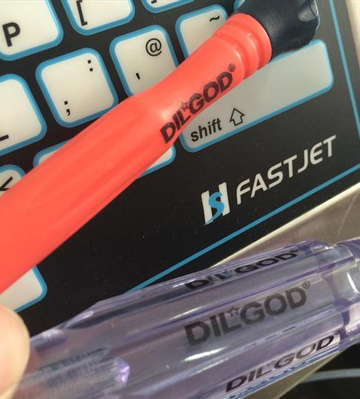 P
[
:
;
"
,
@
~
DIL☆GOD®
shift ⇧
FASTJET
DIL☆GOD
DIL☆GOD®
DIL☆GOD